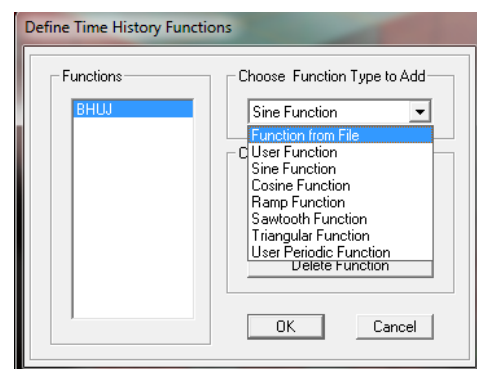 Define Time History Functions
Functions
BHUJ
Choose Function Type to Add
Sine Function
Function from File
User Function
Sine Function
Cosine Function
Ramp Function
Sawtooth Function
Triangular Function
User Periodic Function
Delete Function
OK
Cancel